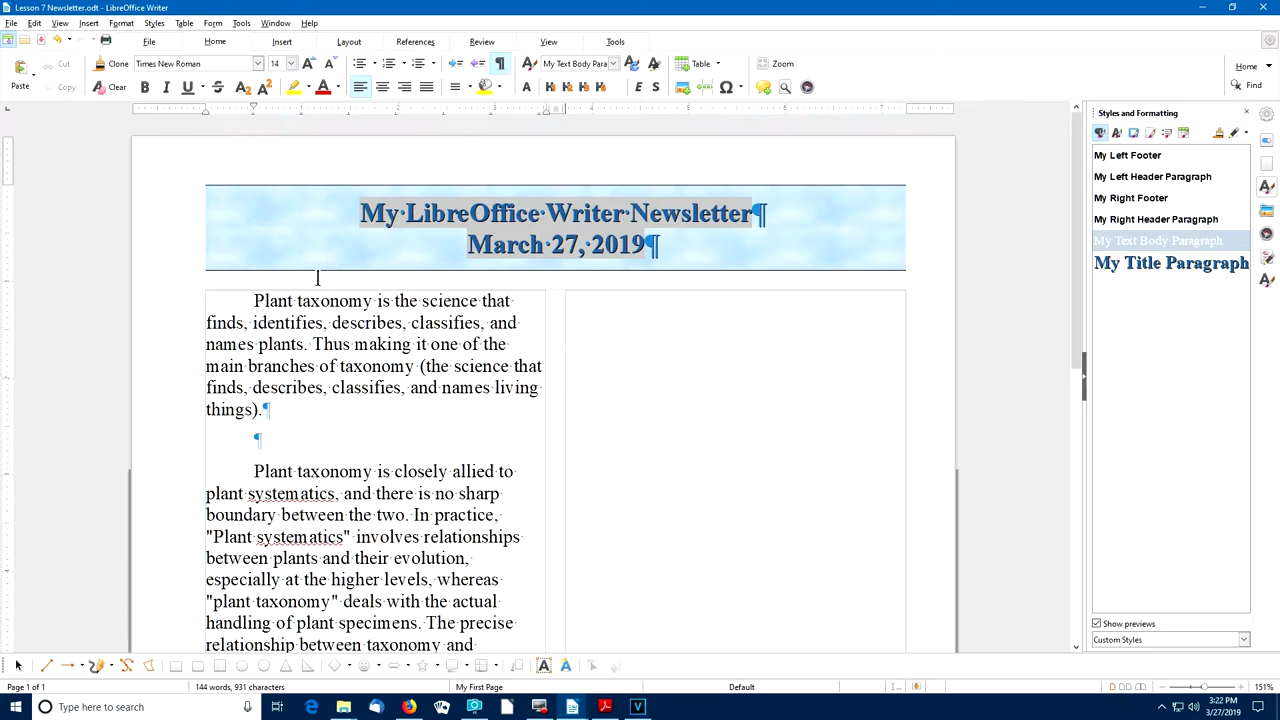 Lesson 7 Newsletter.odt - LibreOffice Writer
File Edit View Insert Format Styles Table Form Tools Window Help
File Home Insert Layout References Review View Tools
Cut Clone Times New Roman 14 My Text Body Para Table Zoom Home
Paste Copy Clear Find
1 2 3 4 5 6 7
Styles and Formatting
My Left Footer
My Left Header Paragraph
My Right Footer
My Right Header Paragraph
My Text Body Paragraph
My Title Paragraph
My·LibreOffice·Writer·Newsletter¶
March·27,·2019¶
Plant·taxonomy·is·the·science·that·
finds,·identifies,·describes,·classifies,·and·
names·plants.·Thus·making·it·one·of·the·
main·branches·of·taxonomy·(the·science·that·
finds,·describes,·classifies,·and·names·living·
things).¶
¶
Plant·taxonomy·is·closely·allied·to·
plant·systematics,·and·there·is·no·sharp·
boundary·between·the·two.·In·practice,·
"Plant·systematics"·involves·relationships·
between·plants·and·their·evolution,·
especially·at·the·higher·levels,·whereas·
"plant·taxonomy"·deals·with·the·actual·
handling·of·plant·specimens.·The·precise·
relationship·between·taxonomy·and·
Show previews
Custom Styles
Page 1 of 1 144 words, 931 characters My First Page Default 151%
Type here to search
3:22 PM
3/27/2019